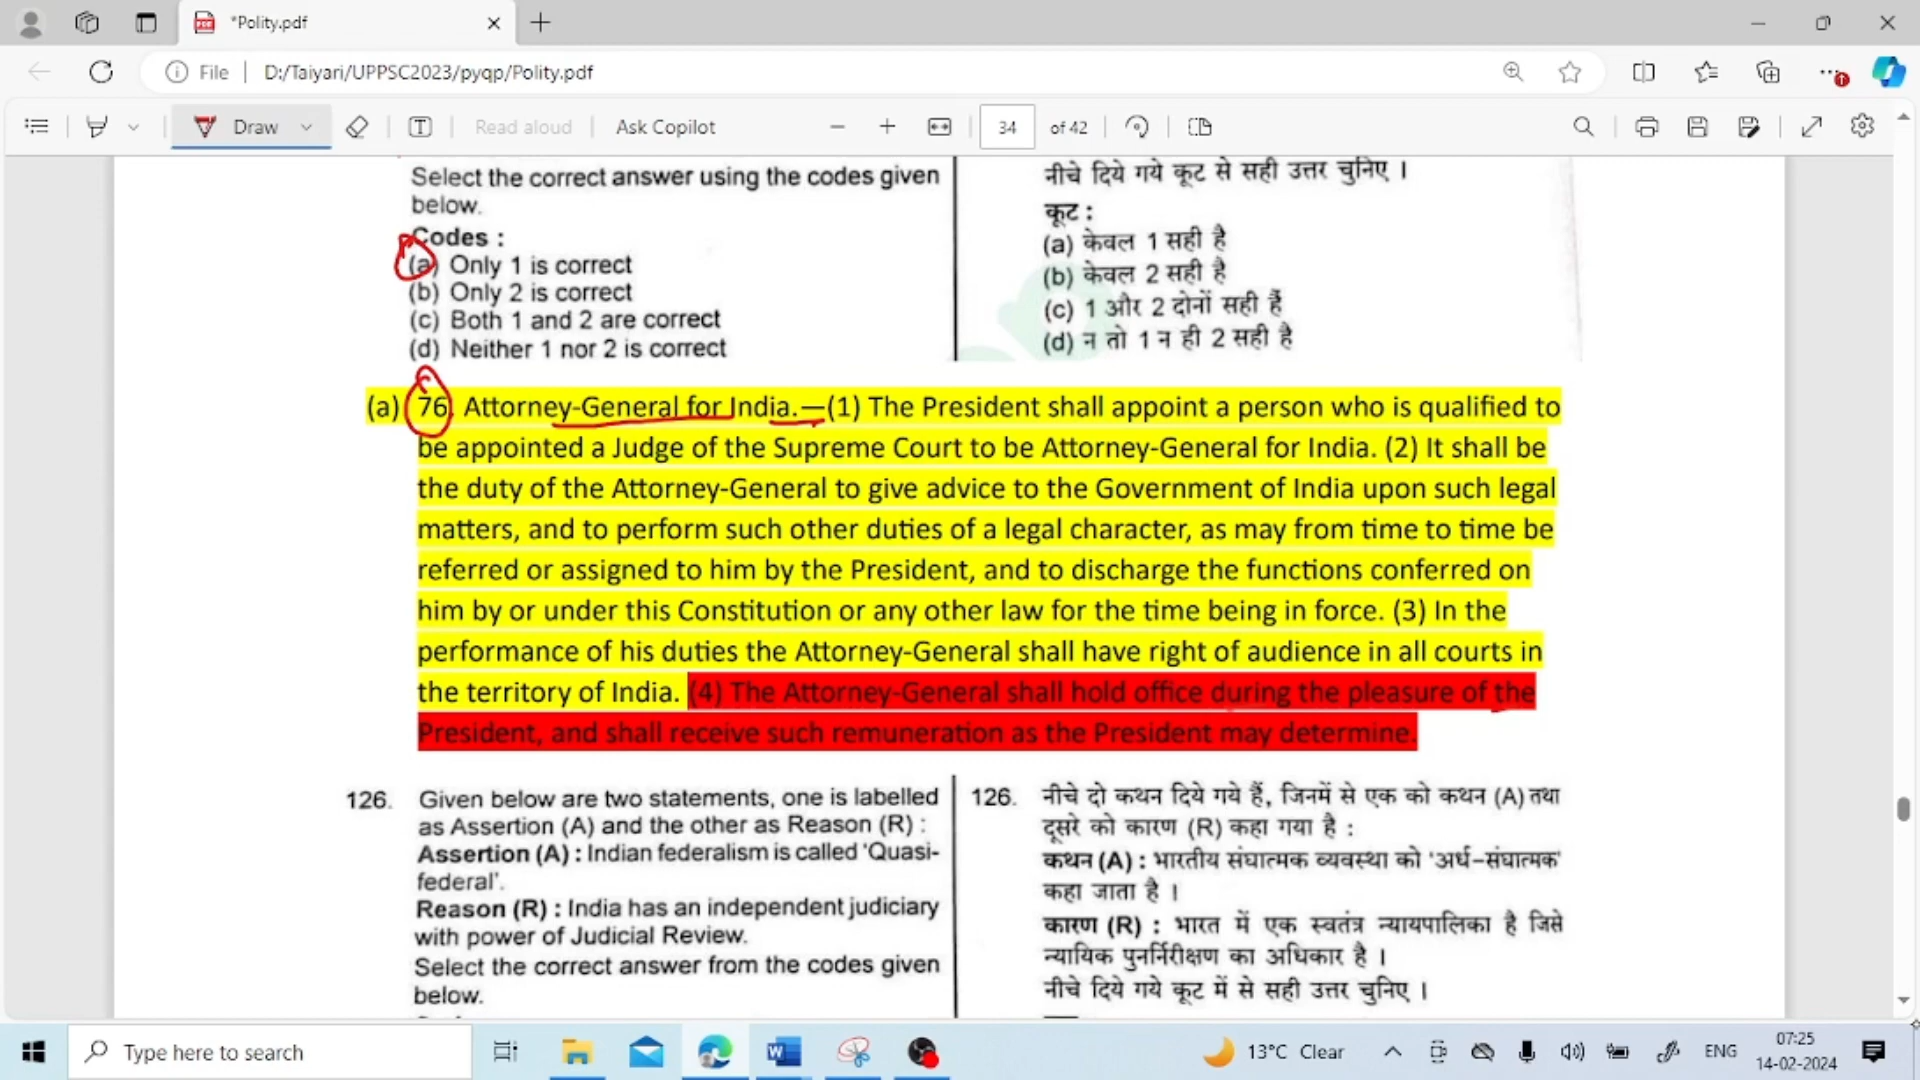 *Polity.pdf
File
D:/Taiyari/UPPSC2023/pyqp/Polity.pdf
Draw
Read aloud
Ask Copilot
34
of 42
Select the correct answer using the codes given
below.
Codes :
(a) Only 1 is correct
(b) Only 2 is correct
(c) Both 1 and 2 are correct
(d) Neither 1 nor 2 is correct
नीचे दिये गये कूट से सही उत्तर चुनिए ।
कूट :
(a) केवल 1 सही है
(b) केवल 2 सही है
(c) 1 और 2 दोनों सही हैं
(d) न तो 1 न ही 2 सही है
(a) 76. Attorney-General for India.—(1) The President shall appoint a person who is qualified to
be appointed a Judge of the Supreme Court to be Attorney-General for India. (2) It shall be
the duty of the Attorney-General to give advice to the Government of India upon such legal
matters, and to perform such other duties of a legal character, as may from time to time be
referred or assigned to him by the President, and to discharge the functions conferred on
him by or under this Constitution or any other law for the time being in force. (3) In the
performance of his duties the Attorney-General shall have right of audience in all courts in
the territory of India. (4) The Attorney-General shall hold office during the pleasure of the
President, and shall receive such remuneration as the President may determine.
126. Given below are two statements, one is labelled
as Assertion (A) and the other as Reason (R) :
Assertion (A) : Indian federalism is called 'Quasi-
federal'.
Reason (R) : India has an independent judiciary
with power of Judicial Review.
Select the correct answer from the codes given
below.
126. नीचे दो कथन दिये गये हैं, जिनमें से एक को कथन (A) तथा
दूसरे को कारण (R) कहा गया है :
कथन (A) : भारतीय संघात्मक व्यवस्था को 'अर्ध-संघात्मक'
कहा जाता है ।
कारण (R) : भारत में एक स्वतंत्र न्यायपालिका है जिसे
न्यायिक पुनर्निरीक्षण का अधिकार है ।
नीचे दिये गये कूट में से सही उत्तर चुनिए ।
Type here to search
13°C Clear
ENG
07:25
14-02-2024